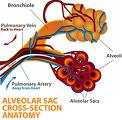 Bronchiole
Pulmonary Vein
Back to Heart
Alveoli
Pulmonary Artery
Away from Heart
ALVEOLAR SAC
CROSS-SECTION
ANATOMY
Alveolar Sacs